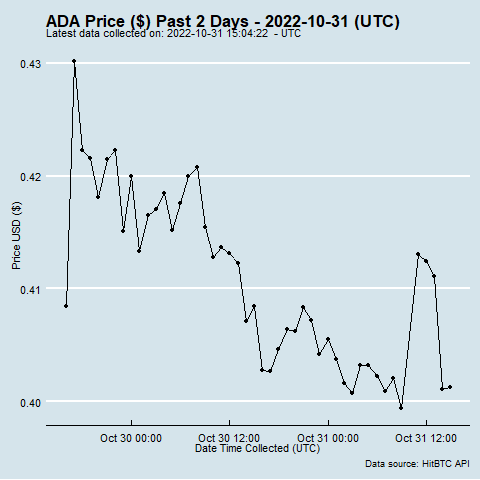 ADA Price ($) Past 2 Days - 2022-10-31 (UTC)
Latest data collected on: 2022-10-31 15:04:22 - UTC
0.43
0.42
0.41
0.40
Price USD ($)
Oct 30 00:00 Oct 30 12:00 Oct 31 00:00 Oct 31 12:00
Date Time Collected (UTC)
Data source: HitBTC API